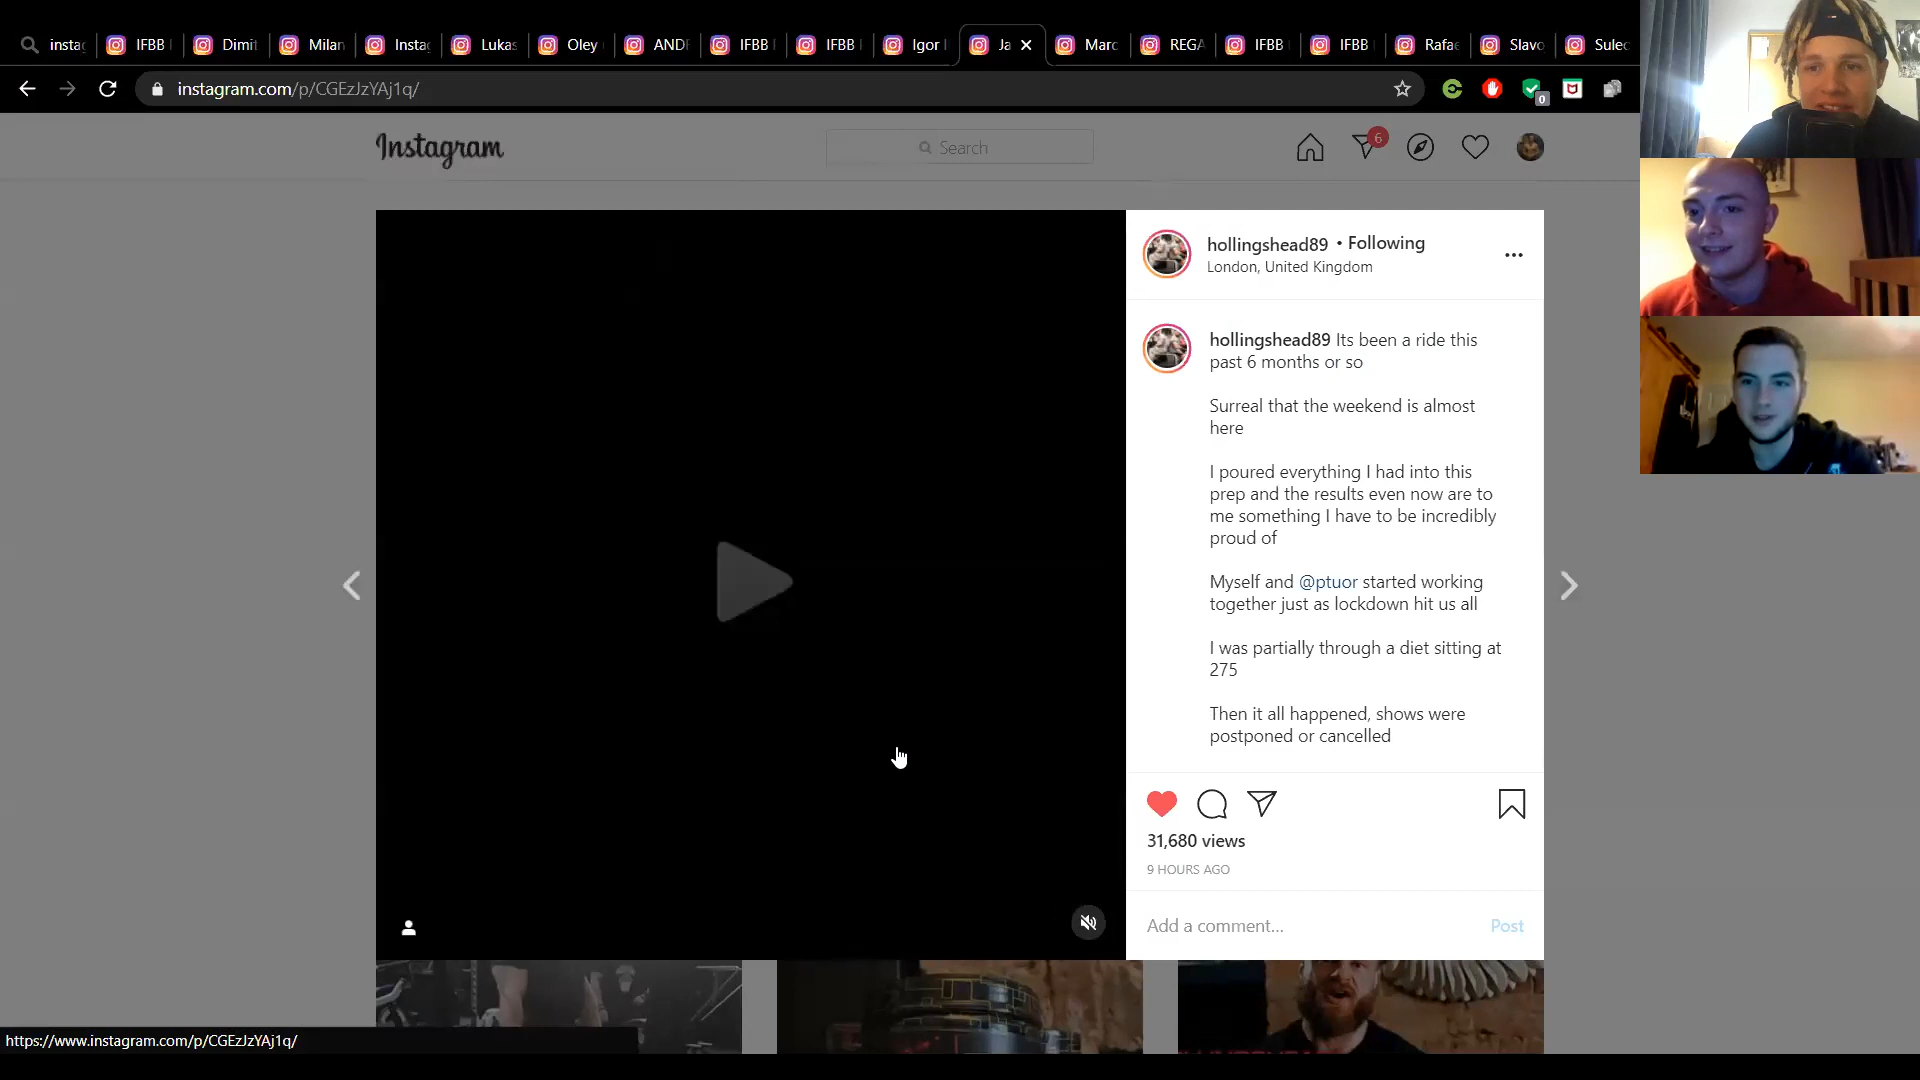 insta
IFBB
Dimit
Milan
Insta
Lukas
Oley
AND
IFBB
IFBB
Igor
Ja
Marc
REGA
IFBB
IFBB
Rafa
Slavo
Sule
instagram.com/p/CGEzJzYAj1q/
0
Instagram
Search
6
hollingshead89 • Following
London, United Kingdom
hollingshead89 Its been a ride this
past 6 months or so
Surreal that the weekend is almost
here
I poured everything I had into this
prep and the results even now are to
me something I have to be incredibly
proud of
Myself and @ptuor started working
together just as lockdown hit us all
I was partially through a diet sitting at
275
Then it all happened, shows were
postponed or cancelled
31,680 views
9 HOURS AGO
Add a comment...
Post
https://www.instagram.com/p/CGEzJzYAj1q/